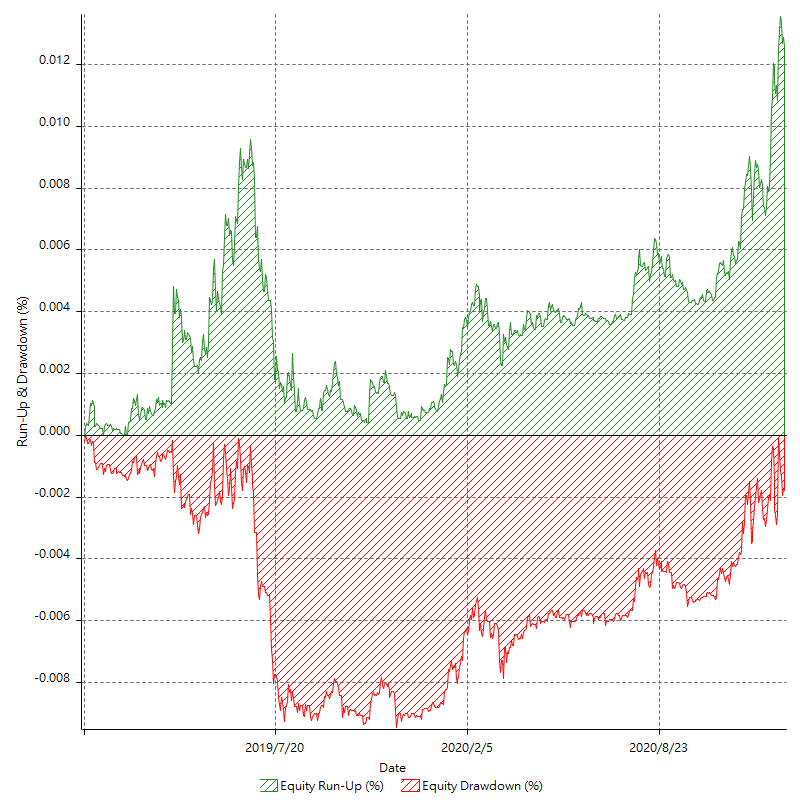 0.012
0.010
0.008
0.006
0.004
0.002
0.000
-0.002
-0.004
-0.006
-0.008
Run-Up & Drawdown (%)
2019/7/20 2020/2/5 2020/8/23
Date
Equity Run-Up (%) Equity Drawdown (%)